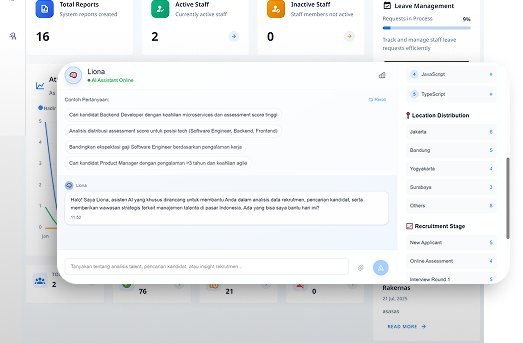 Total Reports
System reports created
16
Active Staff
Currently active staff
2
Inactive Staff
Staff members not active
0
Leave Management
Requests in Process
9%
Track and manage staff leave
requests efficiently
Liona
AI Assistant Online
Contoh Pertanyaan:
Reset
Cari kandidat Backend Developer dengan keahlian microservices dan assessment score tinggi
Analisis distribusi assessment score untuk posisi tech (Software Engineer, Backend, Frontend)
Bandingkan ekspektasi gaji Software Engineer berdasarkan pengalaman kerja
Cari kandidat Product Manager dengan pengalaman >3 tahun dan keahlian agile
Liona
Halo! Saya Liona, asisten AI yang khusus dirancang untuk membantu Anda dalam analisis data rekrutmen, pencarian kandidat, serta
memberikan wawasan strategis terkait manajemen talenta di pasar Indonesia. Ada yang bisa saya bantu hari ini?
11.52
Tanyakan tentang analisis talent, pencarian kandidat, atau insight rekrutmen...
4 JavaScript
5 TypeScript
Location Distribution
Jakarta 6
Bandung 5
Yogyakarta 4
Surabaya 3
Others 6
Recruitment Stage
New Applicant 5
Online Assessment 4
Interview Round 1
5
4
3
2
1
0
Jan
2
76
21
0
Rakernas
21 Jul, 2025
asasas
READ MORE